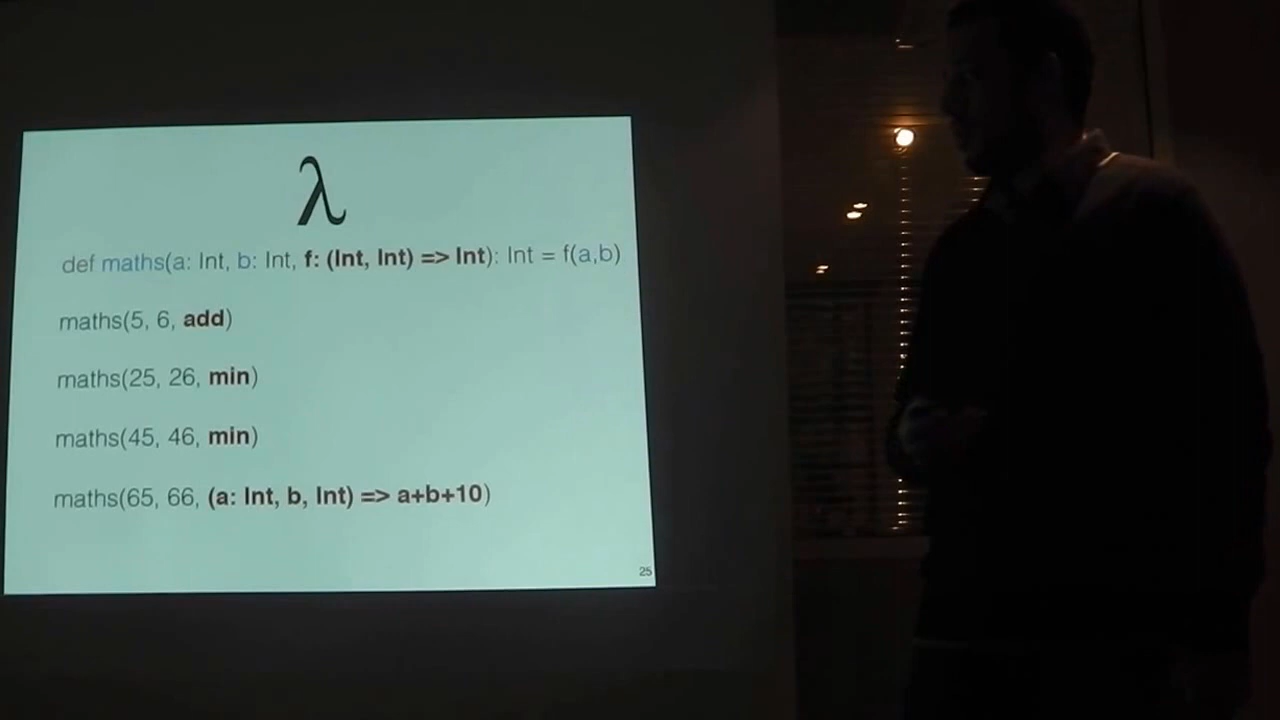 λ
def maths(a: Int, b: Int, f: (Int, Int) => Int): Int = f(a,b)
maths(5, 6, add)
maths(25, 26, min)
maths(45, 46, min)
maths(65, 66, (a: Int, b, Int) => a+b+10)
25